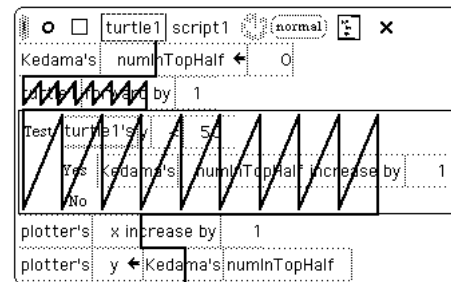 turtle1 script1 normal
Kedama's numInTopHalf ← 0
turtle1 forward by 1
Test turtle1's y < 50
Yes Kedama's numInTopHalf increase by 1
No
plotter's x increase by 1
plotter's y ← Kedama's numInTopHalf